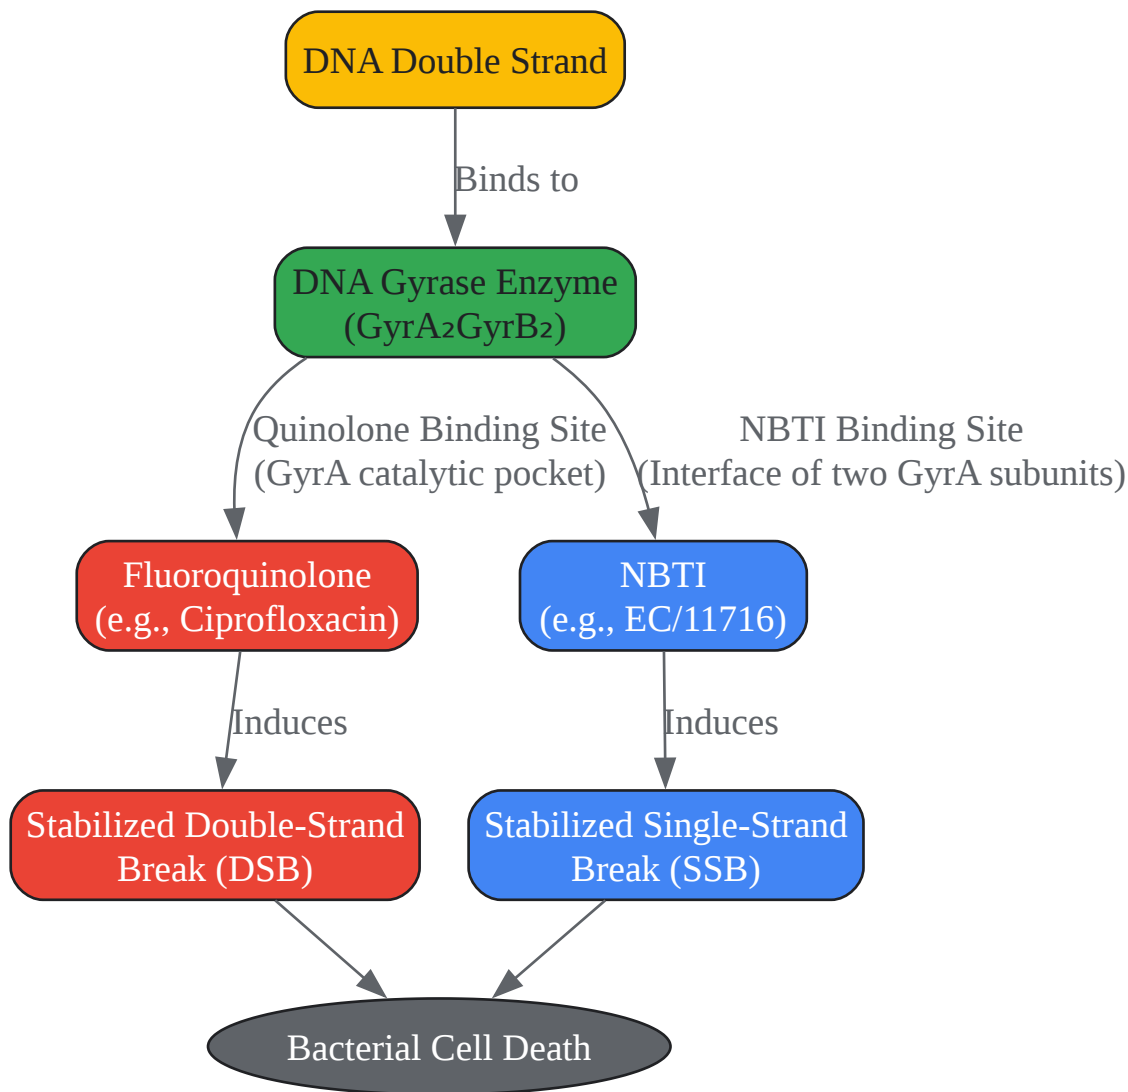 DNA Double Strand
Binds to
DNA Gyrase Enzyme
(GyrA₂GyrB₂)
Quinolone Binding Site
(GyrA catalytic pocket)
NBTI Binding Site
(Interface of two GyrA subunits)
Fluoroquinolone
(e.g., Ciprofloxacin)
NBTI
(e.g., EC/11716)
Induces
Induces
Stabilized Double-Strand
Break (DSB)
Stabilized Single-Strand
Break (SSB)
Bacterial Cell Death